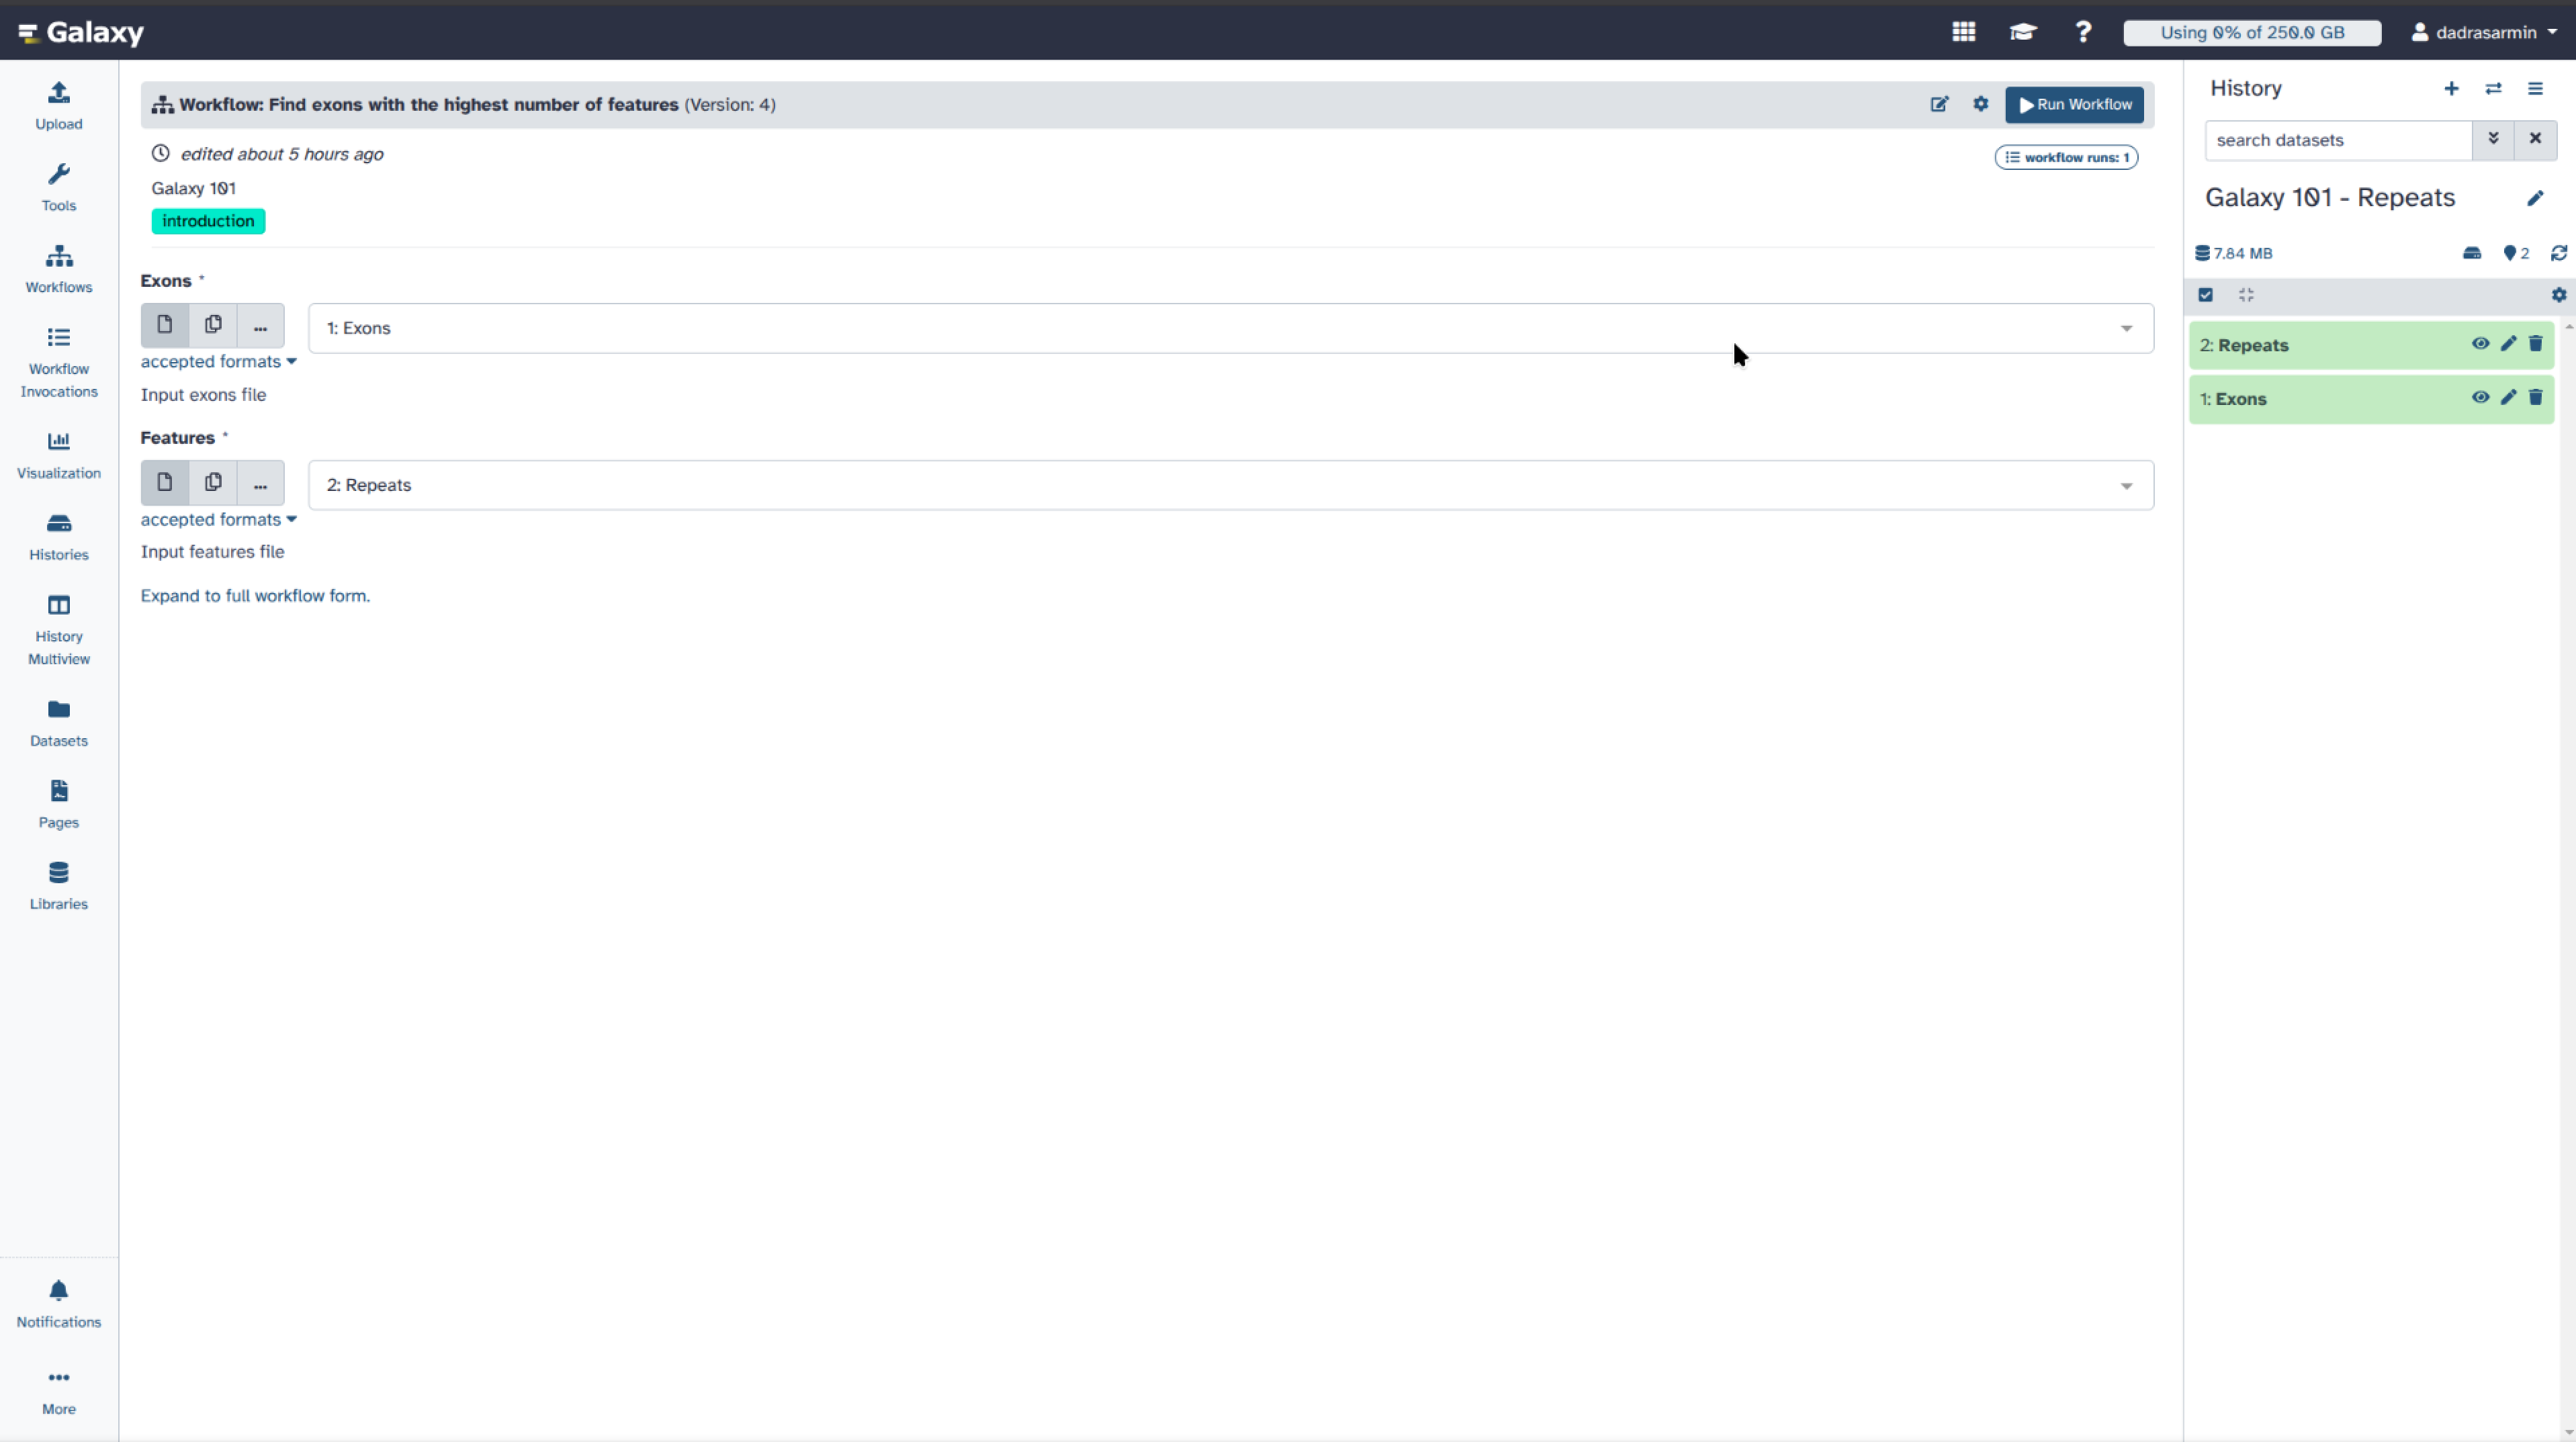 Galaxy
Using 0% of 250.0 GB
dadrasarmin
Upload
Tools
Workflows
Workflow
Invocations
Visualization
Histories
History
Multiview
Datasets
Pages
Libraries
Notifications
More
Workflow: Find exons with the highest number of features (Version: 4)
Run Workflow
edited about 5 hours ago
workflow runs: 1
Galaxy 101
introduction
Exons *
...
1: Exons
accepted formats
Input exons file
Features *
...
2: Repeats
accepted formats
Input features file
Expand to full workflow form.
History
search datasets
Galaxy 101 - Repeats
7.84 MB
2
2: Repeats
1: Exons